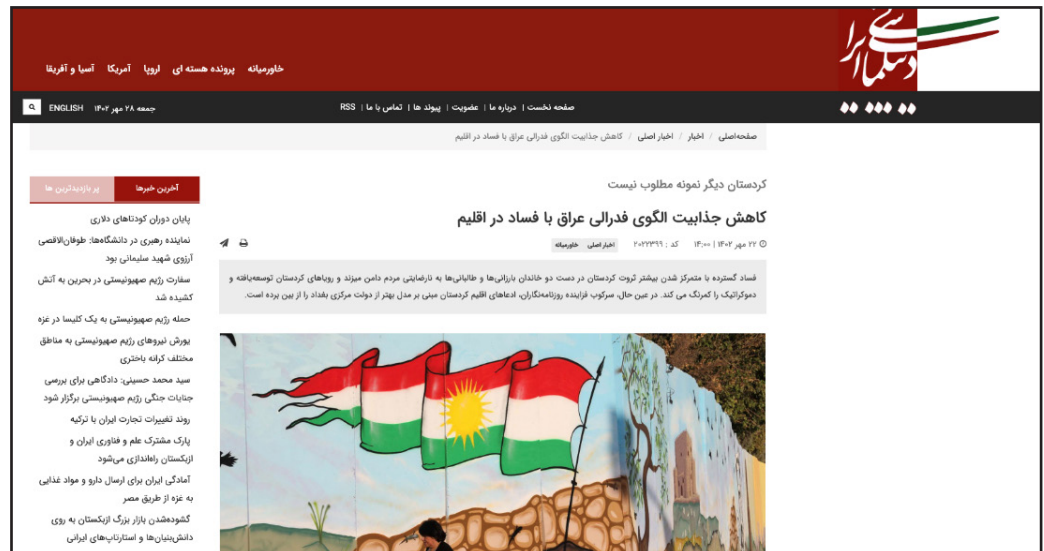 دیپلماسی ایرانی
خاورمیانه پرونده هسته ای اروپا آمریکا آسیا و آفریقا
صفحه نخست | درباره ما | عضویت | پیوند ها | تماس با ما | RSS
جمعه ۲۸ مهر ۱۴۰۲ ENGLISH
صفحه‌اصلی / اخبار / اخبار اصلی / کاهش جذابیت الگوی فدرالی عراق با فساد در اقلیم
کردستان دیگر نمونه مطلوب نیست
کاهش جذابیت الگوی فدرالی عراق با فساد در اقلیم
۲۲ مهر ۱۴۰۲ | ۱۴:۰۰ کد : ۲۰۲۲۳۹۹ اخبار اصلی خاورمیانه
فساد گسترده با متمرکز شدن بیشتر ثروت کردستان در دست دو خاندان بارزانی‌ها و طالبانی‌ها به نارضایتی مردم دامن میزند و رویاهای کردستان توسعه‌یافته و
دموکراتیک را کمرنگ می کند. در عین حال، سرکوب فزاینده روزنامه‌نگاران، ادعاهای اقلیم کردستان مبنی بر مدل بهتر از دولت مرکزی بغداد را از بین برده است.
آخرین خبرها
پر بازدیدترین ها
پایان دوران کودتاهای دلاری
نماینده رهبری در دانشگاه‌ها: طوفان‌الاقصی
آرزوی شهید سلیمانی بود
سفارت رژیم صهیونیستی در بحرین به آتش
کشیده شد
حمله رژیم صهیونیستی به یک کلیسا در غزه
یورش نیروهای رژیم صهیونیستی به مناطق
مختلف کرانه باختری
سید محمد حسینی: دادگاهی برای بررسی
جنایات جنگی رژیم صهیونیستی برگزار شود
روند تغییرات تجارت ایران با ترکیه
پارک مشترک علم و فناوری ایران و
ازبکستان راه‌اندازی می‌شود
آمادگی ایران برای ارسال دارو و مواد غذایی
به غزه از طریق مصر
گشوده‌شدن بازار بزرگ ازبکستان به روی
دانش‌بنیان‌ها و استارتاپ‌های ایرانی